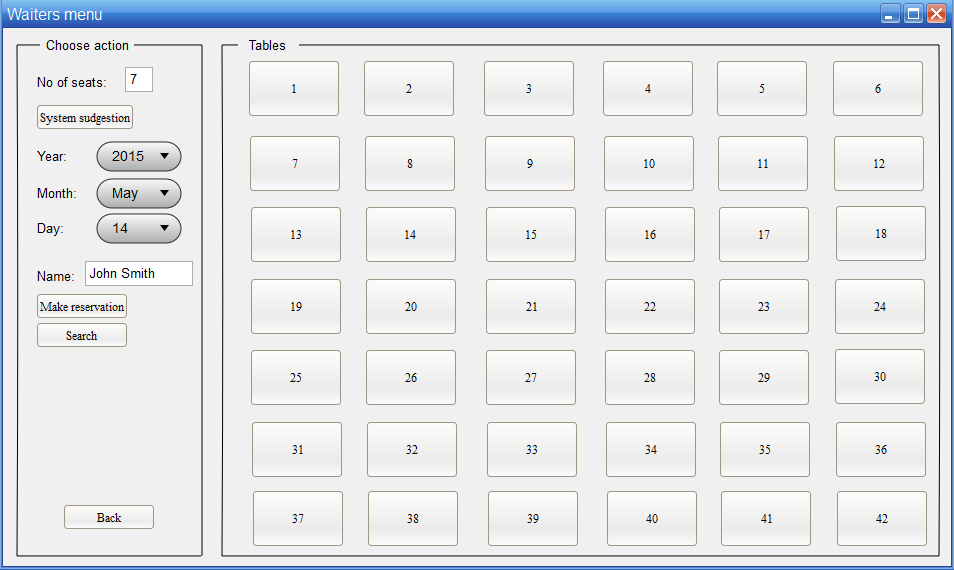 Waiters menu
Choose action
No of seats: 7
System sudgestion
Year: 2015
Month: May
Day: 14
Name: John Smith
Make reservation
Search
Back
Tables
1 2 3 4 5 6
7 8 9 10 11 12
13 14 15 16 17 18
19 20 21 22 23 24
25 26 27 28 29 30
31 32 33 34 35 36
37 38 39 40 41 42